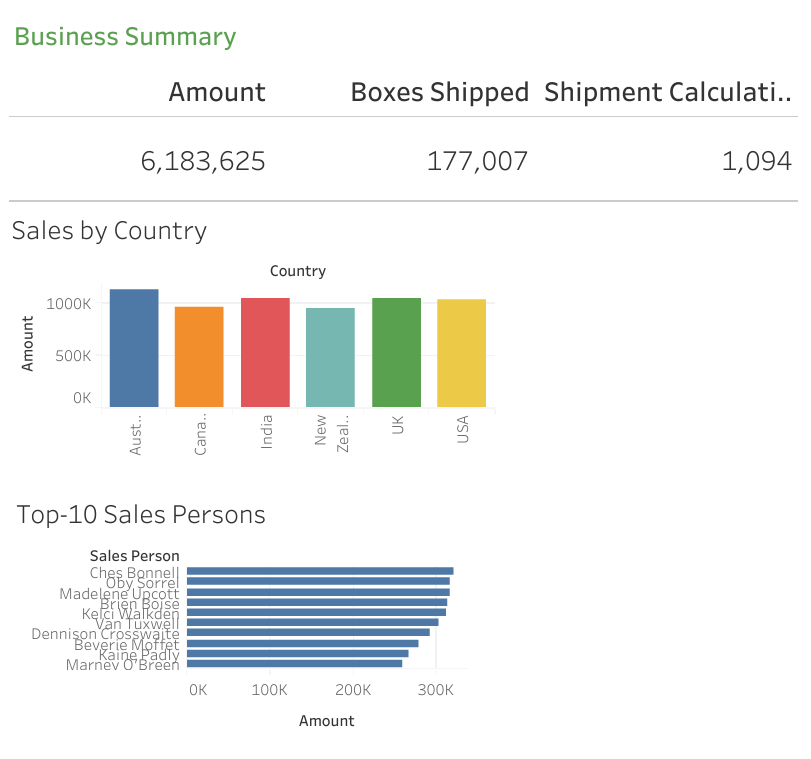 Business Summary
Amount Boxes Shipped Shipment Calculati..
6,183,625 177,007 1,094
Sales by Country
Country
Amount
1000K
500K
0K
Aust.. Cana.. India New Zeal.. UK USA
Top-10 Sales Persons
Sales Person
Ches Bonnell
Oby Sorrel
Madelene Upcott
Brien Boise
Kelci Walkden
Van Tuxwell
Dennison Crosswaite
Beverie Moffet
Kaine Padly
Marney O'Breen
0K 100K 200K 300K
Amount